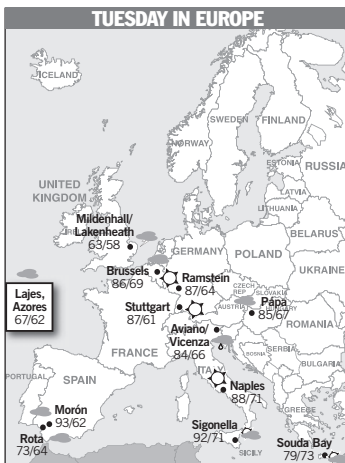 TUESDAY IN EUROPE
ICELAND
SWEDEN
FINLAND
NORWAY
ESTONIA
RUSSIA
LATVIA
UNITED
KINGDOM
LITHUANIA
Mildenhall/
Lakenheath
63/58
BELARUS
POLAND
GERMANY
Brussels
86/69
Ramstein
87/64
UKRAINE
CZECH
REP
SLOVAKIA
Lajes,
Azores
67/62
Stuttgart
87/61
AUSTRIA
Pápa
85/67
HUNGARY
ROMANIA
Aviano/
Vicenza
84/66
FRANCE
BOSNIA
SERBIA
BULGARIA
ITALY
PORTUGAL
SPAIN
Naples
88/71
GREECE
Morón
93/62
Sigonella
92/71
Rota
73/64
SICILY
Souda Bay
79/73